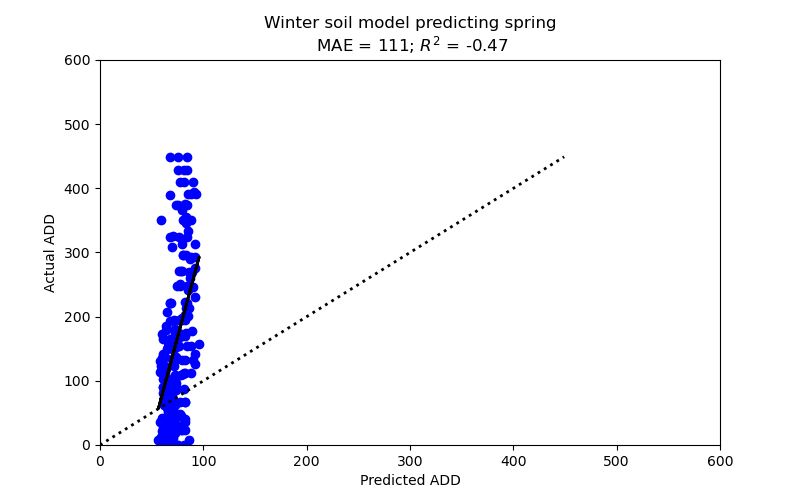 Winter soil model predicting spring
MAE = 111; $R^2$ = -0.47
600
500
400
300
200
100
0
Actual ADD
0 100 200 300 400 500 600
Predicted ADD